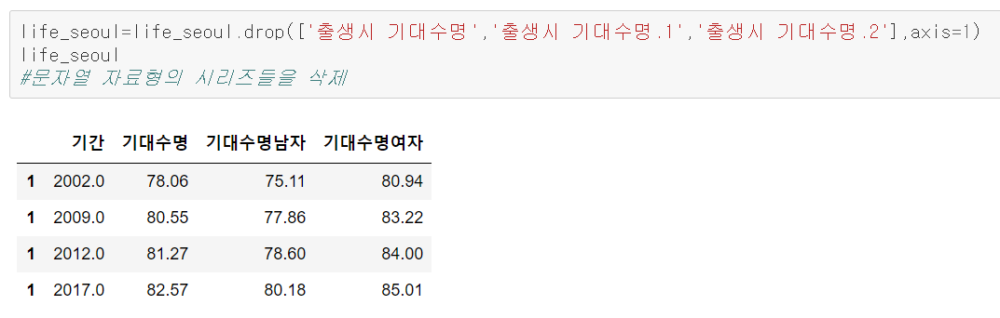 life_seoul=life_seoul.drop(['출생시 기대수명','출생시 기대수명.1','출생시 기대수명.2'],axis=1)
life_seoul
#문자열 자료형의 시리즈들을 삭제
기간 기대수명 기대수명남자 기대수명여자
1 2002.0 78.06 75.11 80.94
1 2009.0 80.55 77.86 83.22
1 2012.0 81.27 78.60 84.00
1 2017.0 82.57 80.18 85.01